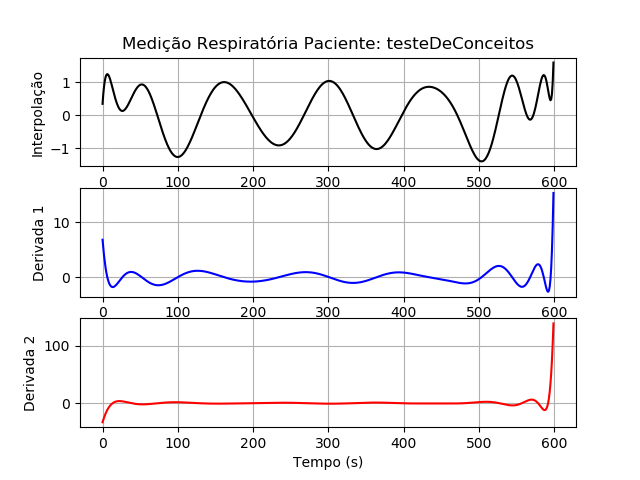 Medição Respiratória Paciente: testeDeConceitos
Interpolação
1
0
−1
0 100 200 300 400 500 600
Derivada 1
10
0
0 100 200 300 400 500 600
Derivada 2
100
0
0 100 200 300 400 500 600
Tempo (s)